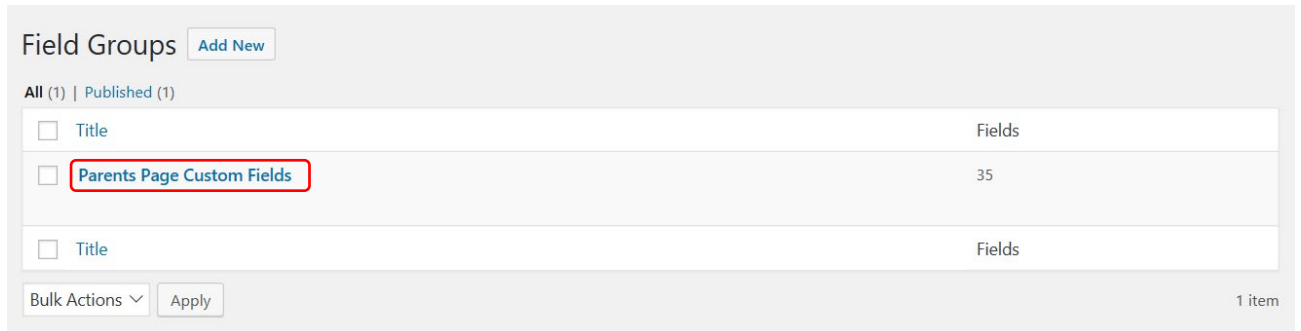 Field Groups Add New
All (1) | Published (1)
Title Fields
Parents Page Custom Fields 35
Title Fields
Bulk Actions Apply 1 item